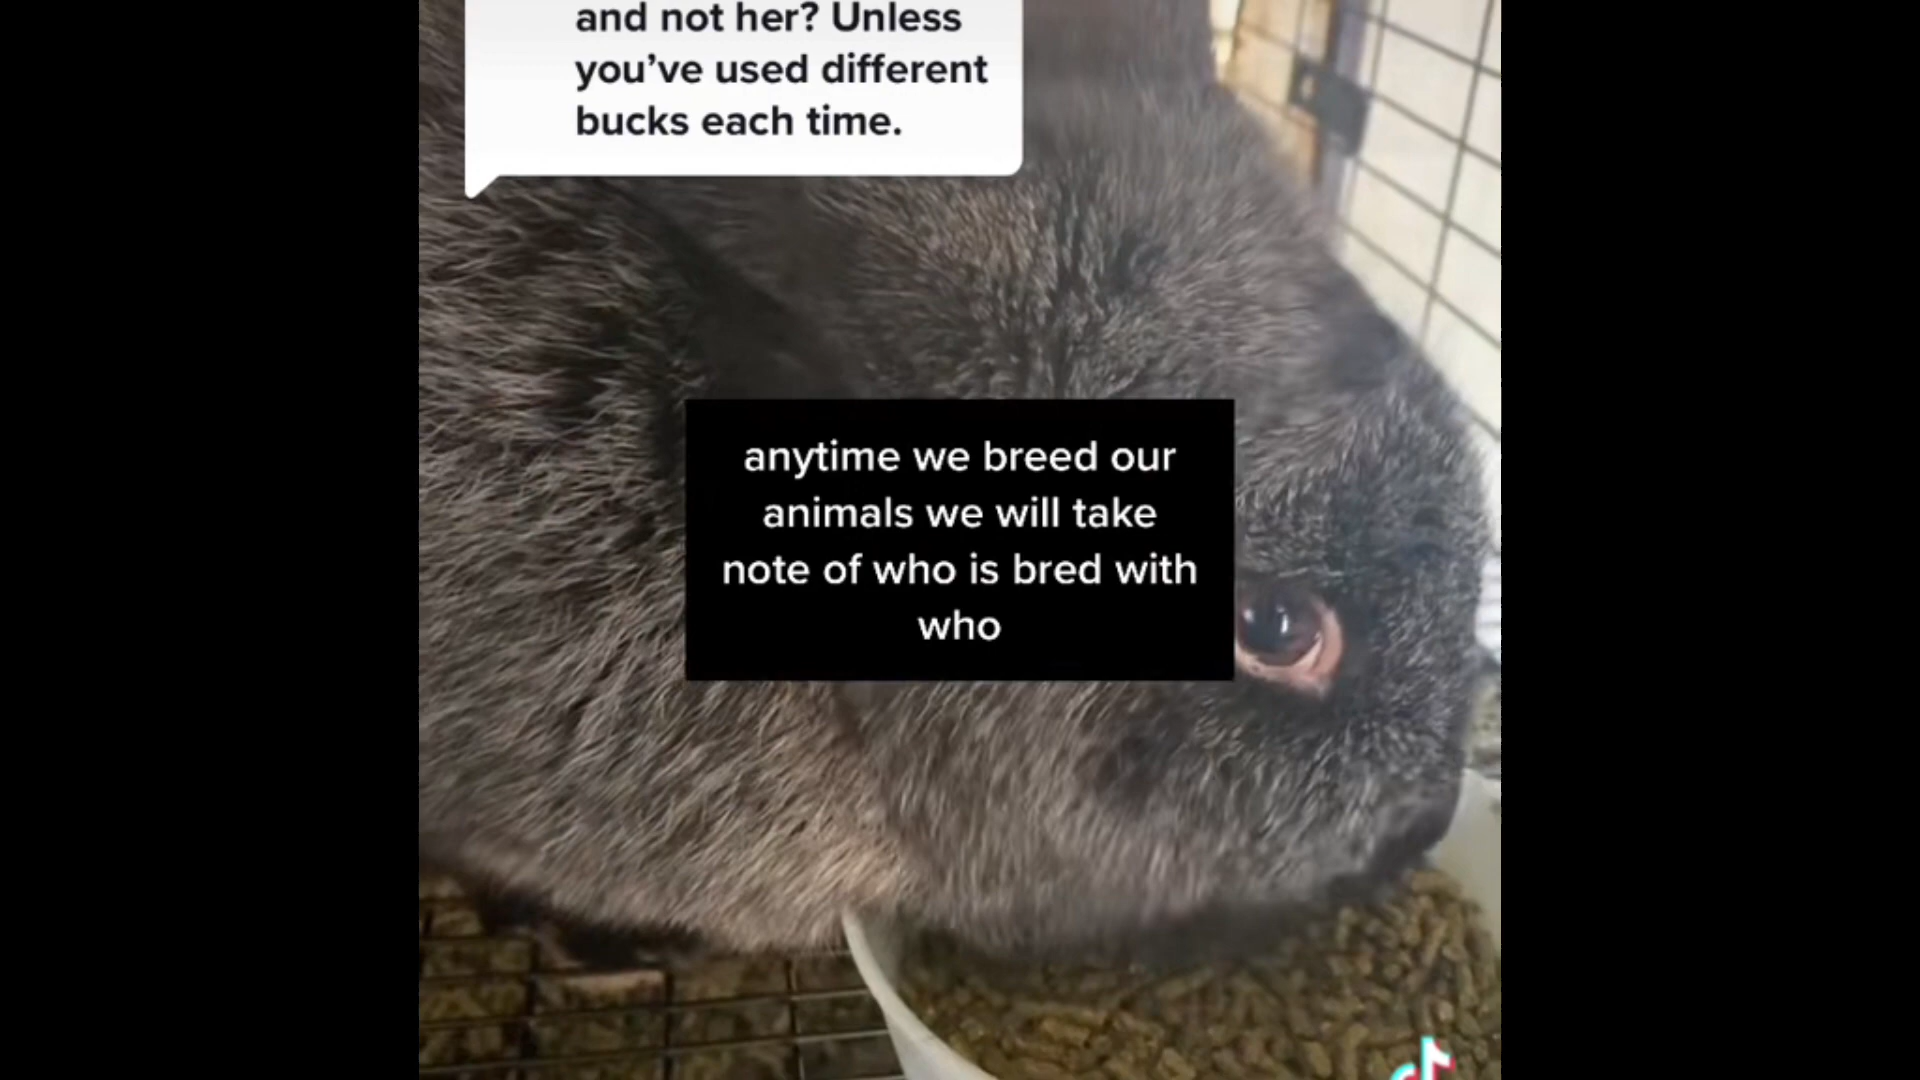 and not her? Unless
you’ve used different
bucks each time.
anytime we breed our
animals we will take
note of who is bred with
who